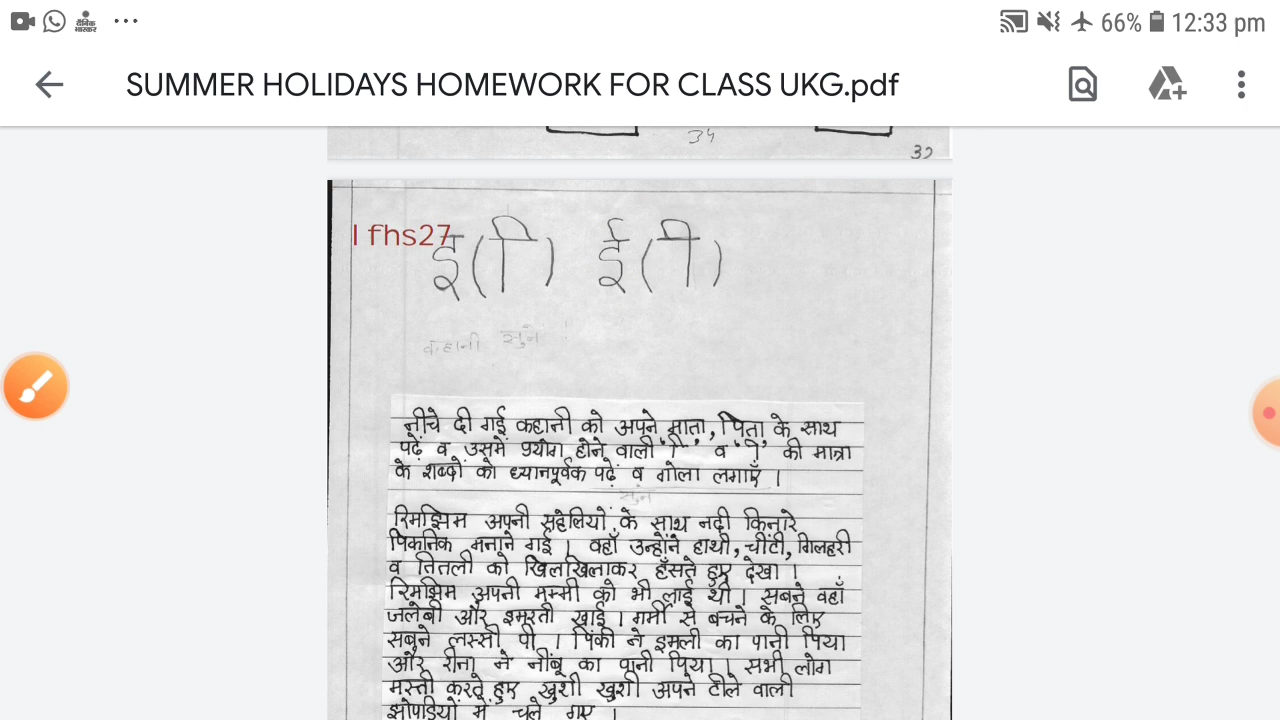 दैनिक भास्कर
66% 12:33 pm
SUMMER HOLIDAYS HOMEWORK FOR CLASS UKG.pdf
34
32
l fhs27
इ(ि) ई(ी)
कहानी सुने
नीचे दी गई कहानी को अपने माता, पिता के साथ
पढ़ें व उसमें प्रयोग होने वाली 'ि' व 'ी' की मात्रा
के शब्दों को ध्यानपूर्वक पढ़ें व गोला लगाएँ ।
सुन
रिमझिम अपनी सहेलियों के साथ नदी किनारे
पिकनिक मनाने गई । वहाँ उन्होंने हाथी, चींटी, गिलहरी
व तितली को खिलखिलाकर हँसते हुए देखा ।
रिमझिम अपनी मम्मी को भी लाई थी । सबने वहाँ
जलेबी और इमरती खाई । गर्मी से बचने के लिए
सबने लस्सी पी । पिंकी ने इमली का पानी पिया
और रीना ने नींबू का पानी पिया । सभी लोग
मस्ती करते हुए खुशी खुशी अपने टीले वाली
झोपड़ियों में चले गए ।